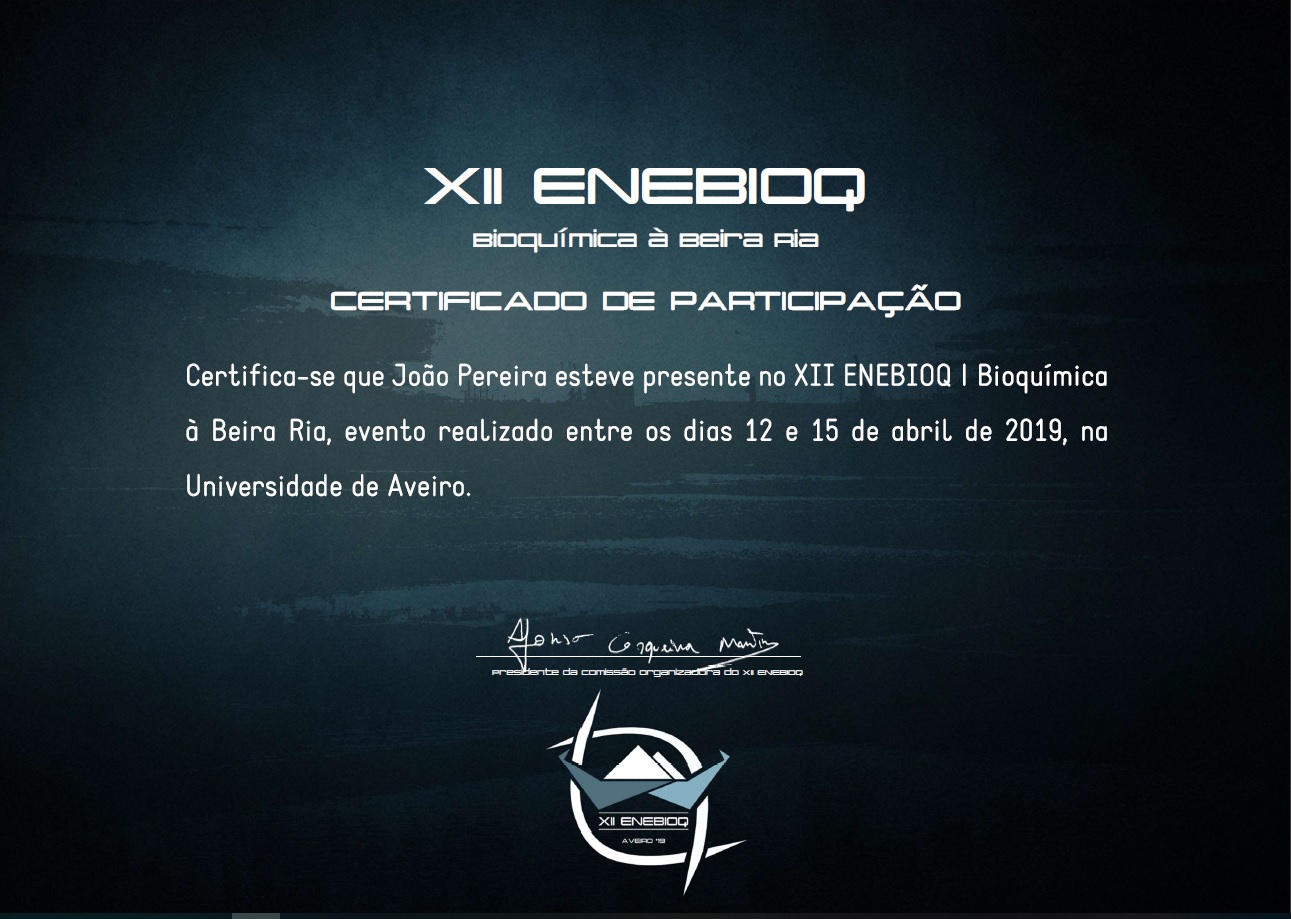 XII ENEBIOQ
Bioquímica à Beira Ria
CERTIFICADO DE PARTICIPAÇÃO
Certifica-se que João Pereira esteve presente no XII ENEBIOQ | Bioquímica
à Beira Ria, evento realizado entre os dias 12 e 15 de abril de 2019, na
Universidade de Aveiro.
Afonso Cerqueira Martins
Presidente da comissão organizadora do XII ENEBIOQ
XII ENEBIOQ
AVEIRO '19